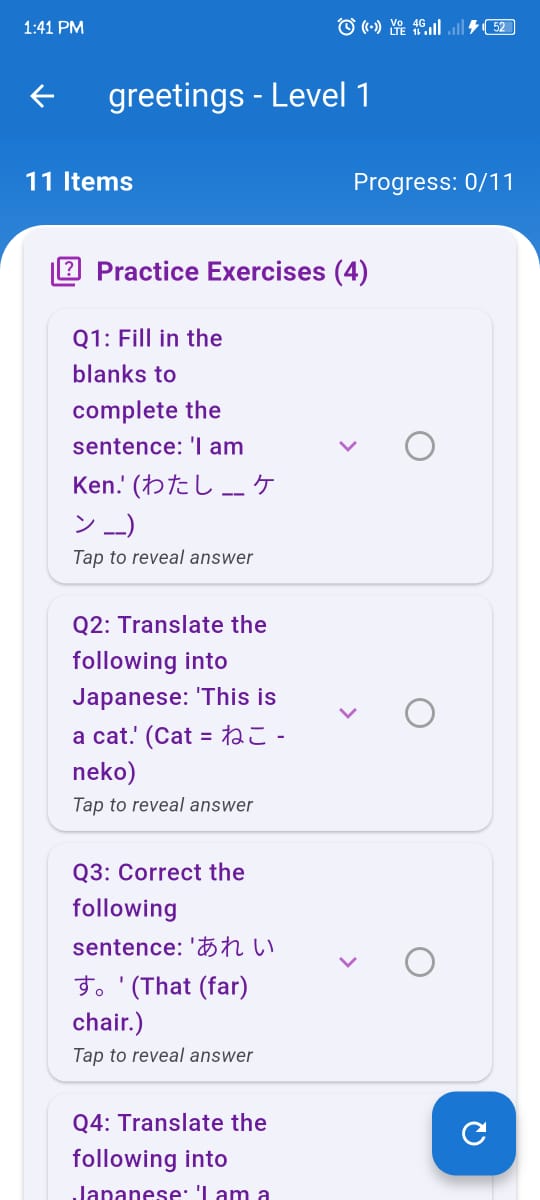 1:41 PM
Vo LTE 4G 52
greetings - Level 1
11 Items
Progress: 0/11
Practice Exercises (4)
Q1: Fill in the
blanks to
complete the
sentence: 'I am
Ken.' (わたし __ ケ
ン __)
Tap to reveal answer
Q2: Translate the
following into
Japanese: 'This is
a cat.' (Cat = ねこ -
neko)
Tap to reveal answer
Q3: Correct the
following
sentence: 'あれ い
す。' (That (far)
chair.)
Tap to reveal answer
Q4: Translate the
following into
Japanese: 'I am a